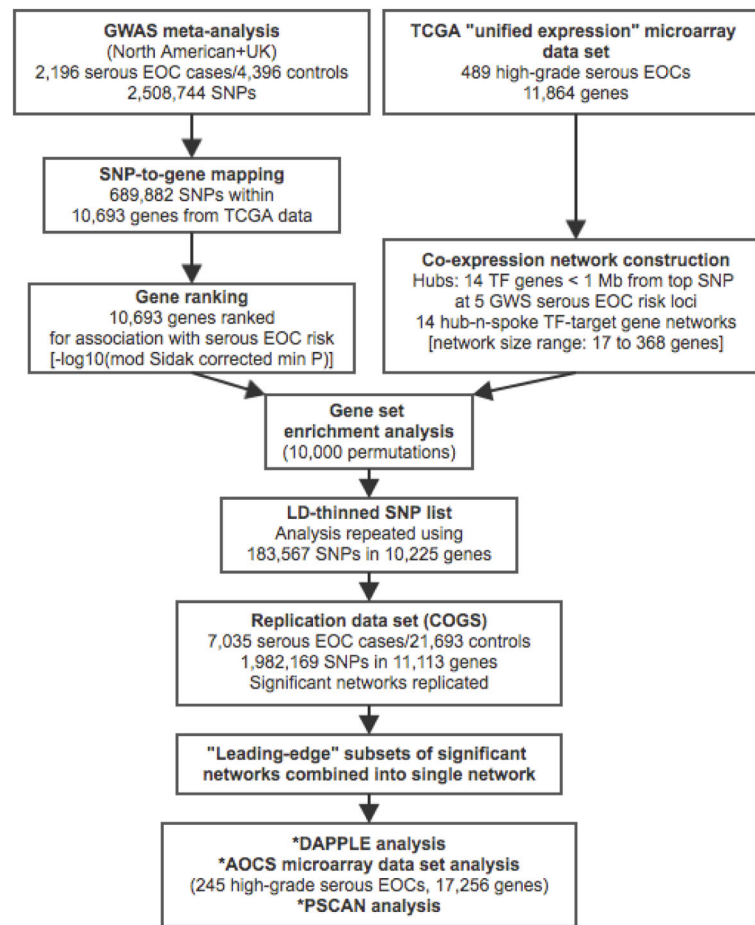 GWAS meta-analysis
(North American+UK)
2,196 serous EOC cases/4,396 controls
2,508,744 SNPs
TCGA "unified expression" microarray
data set
489 high-grade serous EOCs
11,864 genes
SNP-to-gene mapping
689,882 SNPs within
10,693 genes from TCGA data
Gene ranking
10,693 genes ranked
for association with serous EOC risk
[-log10(mod Sidak corrected min P)]
Co-expression network construction
Hubs: 14 TF genes < 1 Mb from top SNP
at 5 GWS serous EOC risk loci
14 hub-n-spoke TF-target gene networks
[network size range: 17 to 368 genes]
Gene set
enrichment analysis
(10,000 permutations)
LD-thinned SNP list
Analysis repeated using
183,567 SNPs in 10,225 genes
Replication data set (COGS)
7,035 serous EOC cases/21,693 controls
1,982,169 SNPs in 11,113 genes
Significant networks replicated
"Leading-edge" subsets of significant
networks combined into single network
*DAPPLE analysis
*AOCS microarray data set analysis
(245 high-grade serous EOCs, 17,256 genes)
*PSCAN analysis